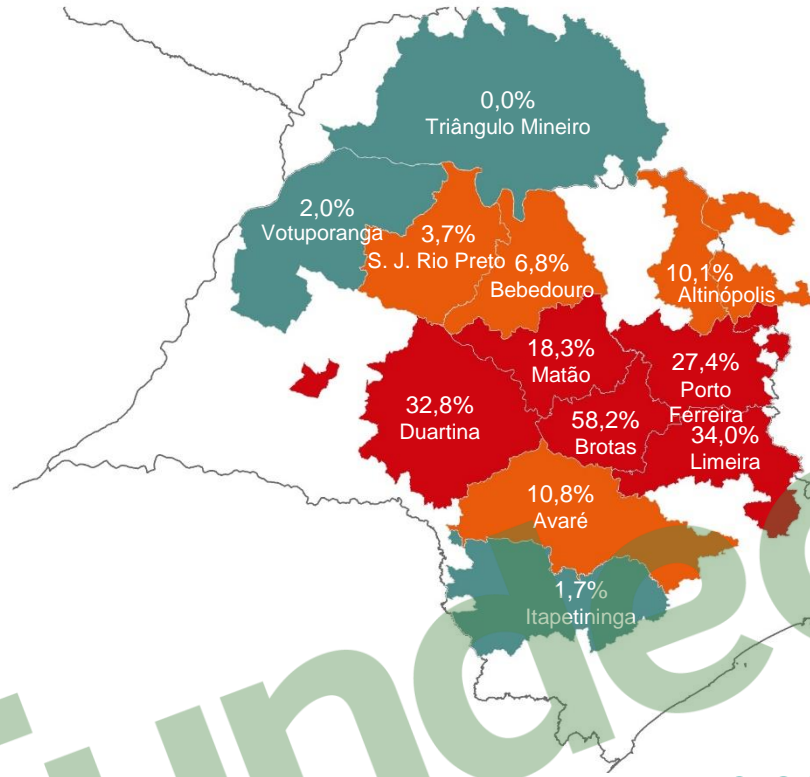 0,0%
Triângulo Mineiro
2,0%
Votuporanga
3,7%
S. J. Rio Preto
6,8%
Bebedouro
10,1%
Altinópolis
18,3%
Matão
27,4%
Porto
Ferreira
32,8%
Duartina
58,2%
Brotas
34,0%
Limeira
10,8%
Avaré
1,7%
Itapetininga